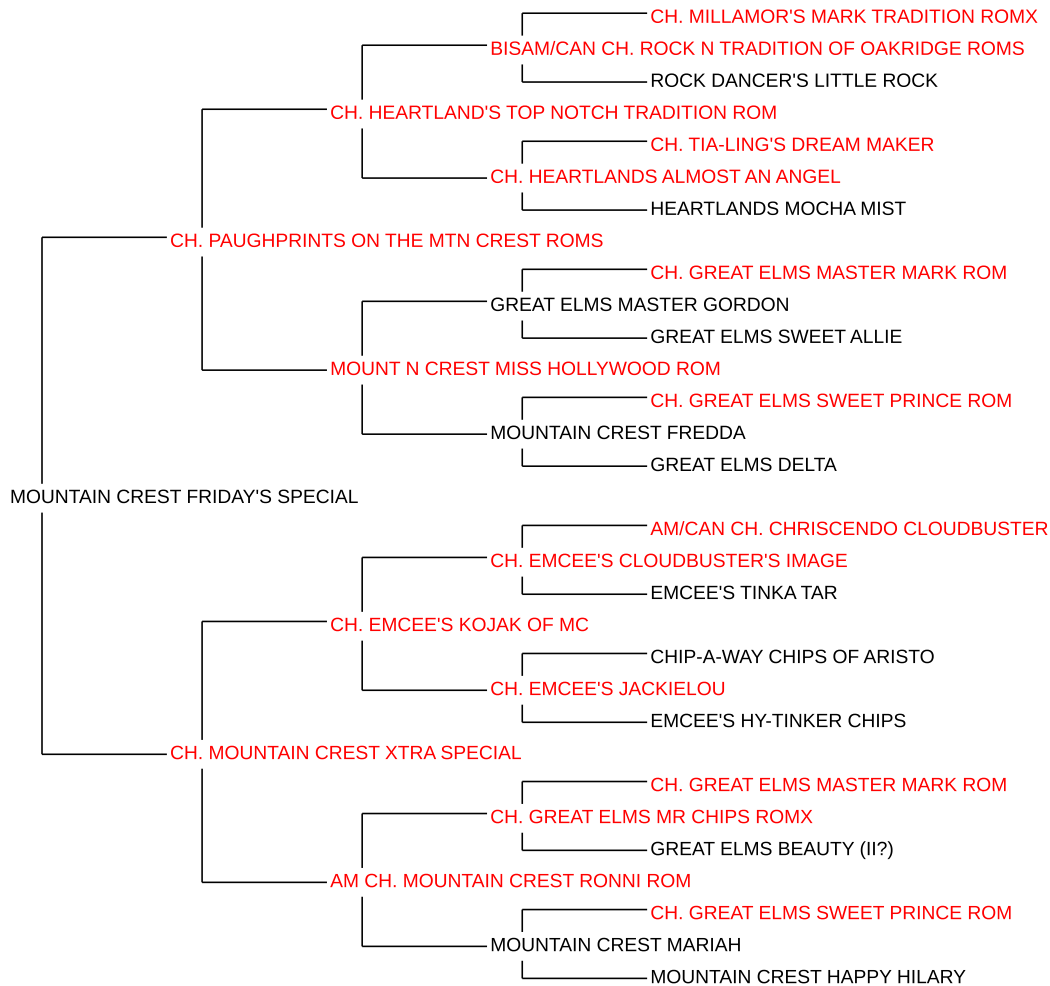 CH. MILLAMOR'S MARK TRADITION ROMX
BISAM/CAN CH. ROCK N TRADITION OF OAKRIDGE ROMS
ROCK DANCER'S LITTLE ROCK
CH. HEARTLAND'S TOP NOTCH TRADITION ROM
CH. TIA-LING'S DREAM MAKER
CH. HEARTLANDS ALMOST AN ANGEL
HEARTLANDS MOCHA MIST
CH. PAUGHPRINTS ON THE MTN CREST ROMS
CH. GREAT ELMS MASTER MARK ROM
GREAT ELMS MASTER GORDON
GREAT ELMS SWEET ALLIE
MOUNT N CREST MISS HOLLYWOOD ROM
CH. GREAT ELMS SWEET PRINCE ROM
MOUNTAIN CREST FREDDA
GREAT ELMS DELTA
MOUNTAIN CREST FRIDAY'S SPECIAL
AM/CAN CH. CHRISCENDO CLOUDBUSTER
CH. EMCEE'S CLOUDBUSTER'S IMAGE
EMCEE'S TINKA TAR
CH. EMCEE'S KOJAK OF MC
CHIP-A-WAY CHIPS OF ARISTO
CH. EMCEE'S JACKIELOU
EMCEE'S HY-TINKER CHIPS
CH. MOUNTAIN CREST XTRA SPECIAL
CH. GREAT ELMS MASTER MARK ROM
CH. GREAT ELMS MR CHIPS ROMX
GREAT ELMS BEAUTY (II?)
AM CH. MOUNTAIN CREST RONNI ROM
CH. GREAT ELMS SWEET PRINCE ROM
MOUNTAIN CREST MARIAH
MOUNTAIN CREST HAPPY HILARY